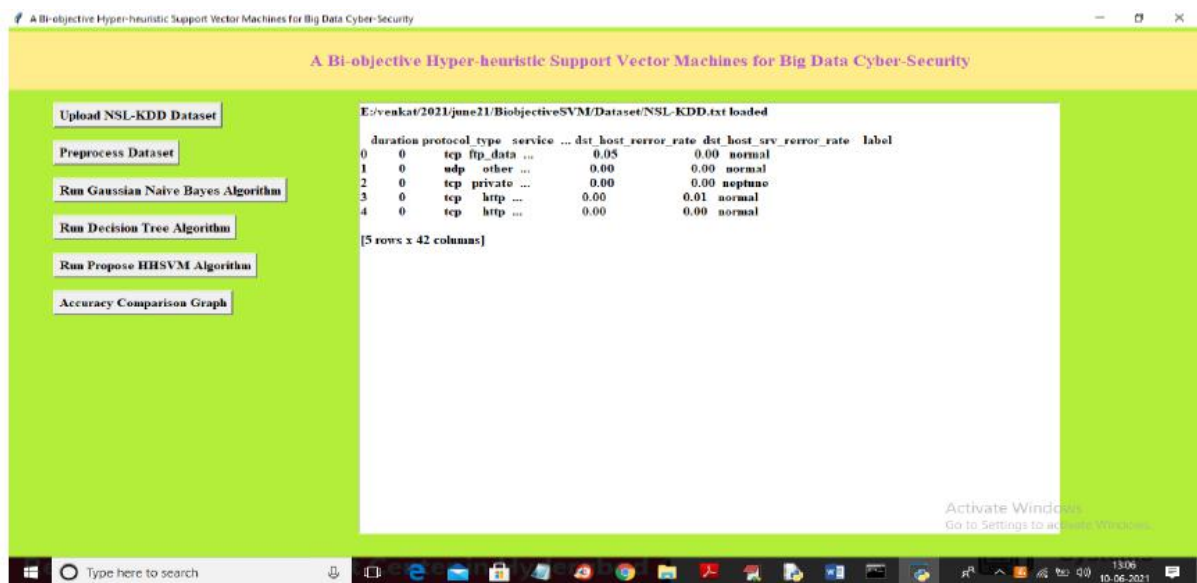 A Bi-objective Hyper-heuristic Support Vector Machines for Big Data Cyber-Security
A Bi-objective Hyper-heuristic Support Vector Machines for Big Data Cyber-Security
Upload NSL-KDD Dataset
Preprocess Dataset
Run Gaussian Naive Bayes Algorithm
Run Decision Tree Algorithm
Run Propose HHSVM Algorithm
Accuracy Comparison Graph
E:/venkat/2021/june21/BiobjectiveSVM/Dataset/NSL-KDD.txt loaded
duration protocol_type service ... dst_host_rerror_rate dst_host_srv_rerror_rate label
0 0 tcp ftp_data ... 0.05 0.00 normal
1 0 udp other ... 0.00 0.00 normal
2 0 tcp private ... 0.00 0.00 neptune
3 0 tcp http ... 0.00 0.01 normal
4 0 tcp http ... 0.00 0.00 normal
[5 rows x 42 columns]
Activate Windows
Go to Settings to activate Windows.
Type here to search
13:06
10-06-2021